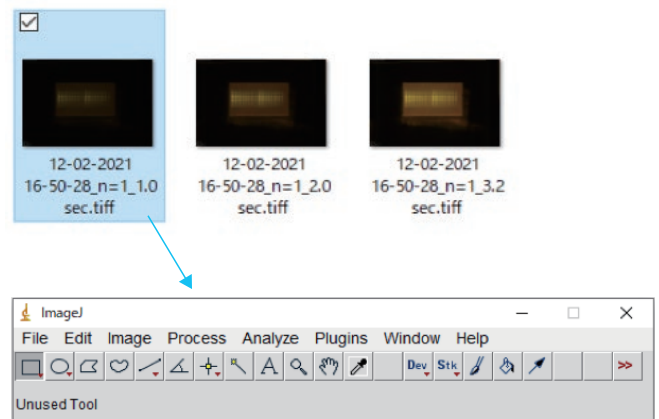 12-02-2021
16-50-28_n=1_1.0
sec.tiff
12-02-2021
16-50-28_n=1_2.0
sec.tiff
12-02-2021
16-50-28_n=1_3.2
sec.tiff
ImageJ
File Edit Image Process Analyze Plugins Window Help
A Dev Stk >>
Unused Tool